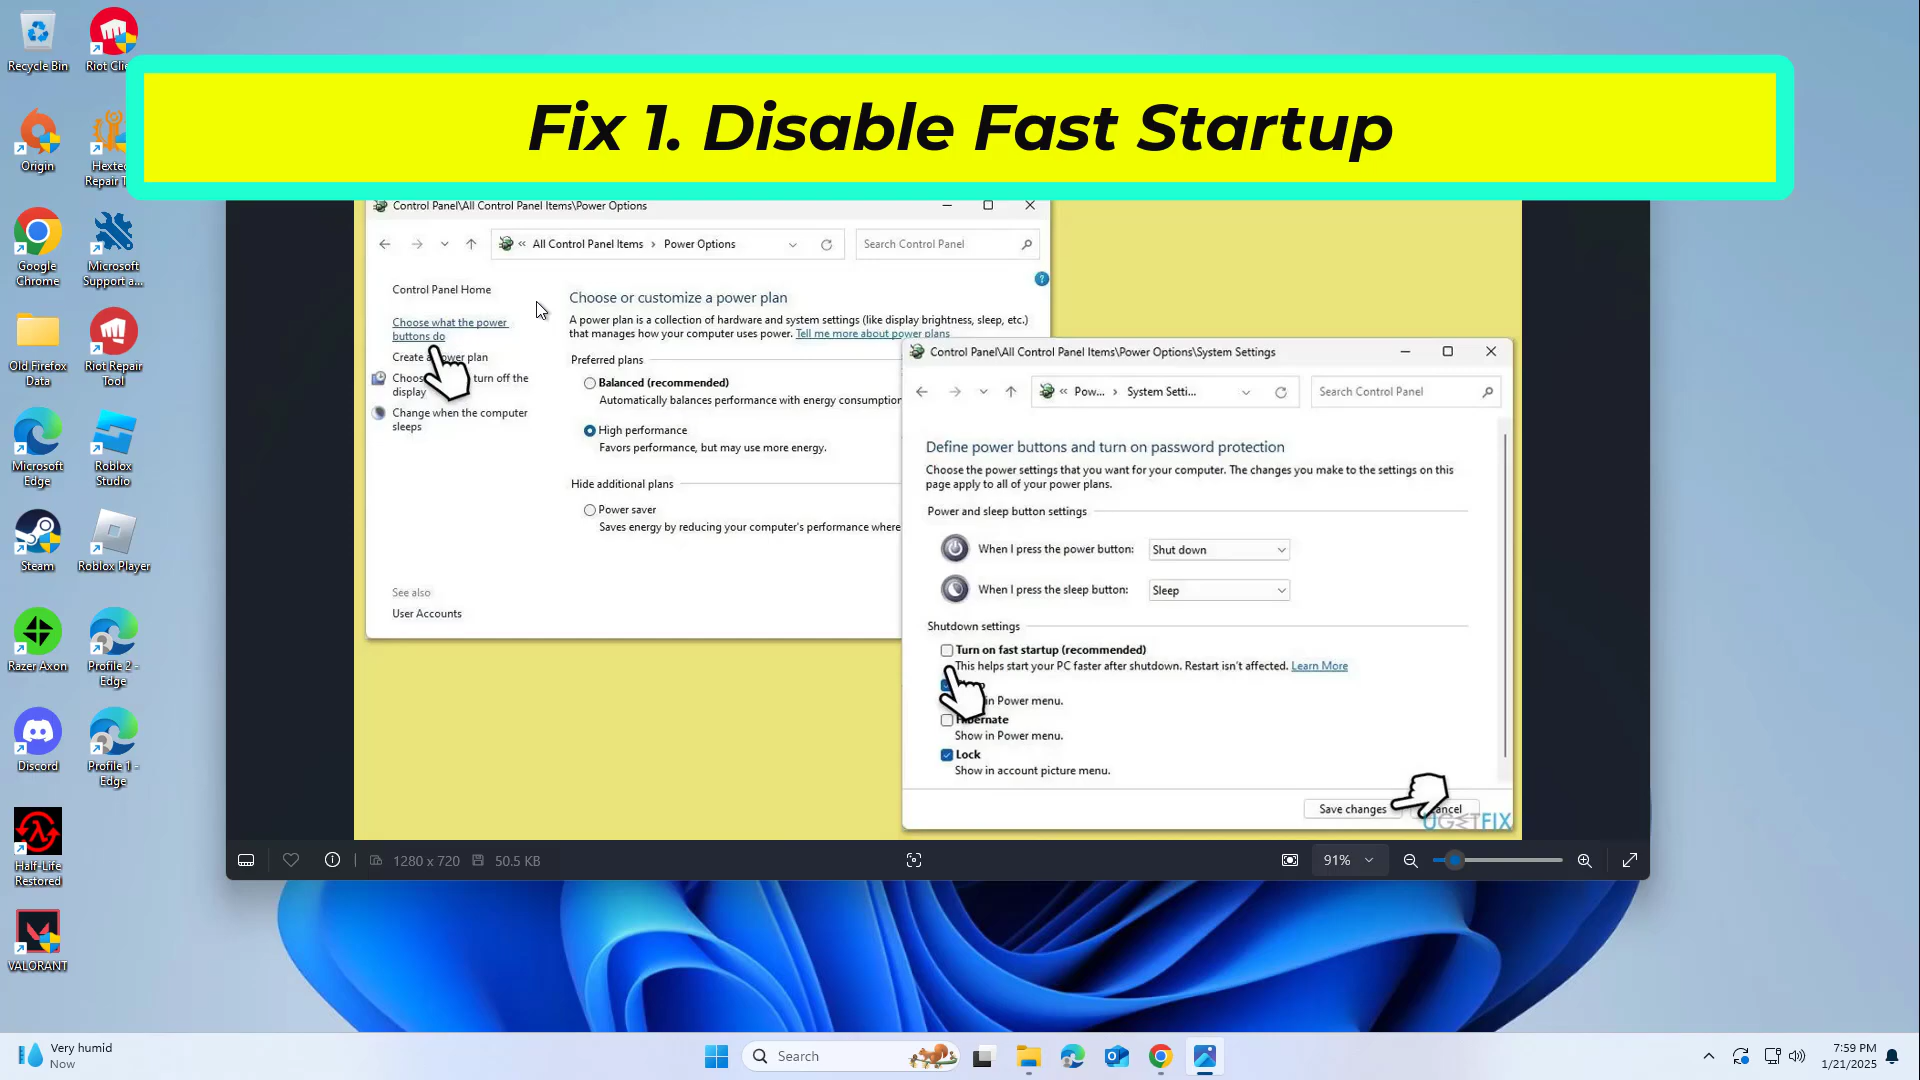 Fix 1. Disable Fast Startup
Recycle Bin
Riot Clie
Origin
Hextec
Repair T
Google
Chrome
Microsoft
Support a...
Old Firefox
Data
Riot Repair
Tool
Microsoft
Edge
Roblox
Studio
Steam
Roblox Player
Razer Axon
Profile 2 -
Edge
Discord
Profile 1 -
Edge
Half-Life
Restored
VALORANT
Control Panel\All Control Panel Items\Power Options
« All Control Panel Items > Power Options
Search Control Panel
Control Panel Home
Choose what the power
buttons do
Create a power plan
Choose turn off the
display
Change when the computer
sleeps
See also
User Accounts
Choose or customize a power plan
A power plan is a collection of hardware and system settings (like display brightness, sleep, etc.)
that manages how your computer uses power. Tell me more about power plans
Preferred plans
Balanced (recommended)
Automatically balances performance with energy consumption
High performance
Favors performance, but may use more energy.
Hide additional plans
Power saver
Saves energy by reducing your computer's performance where
Control Panel\All Control Panel Items\Power Options\System Settings
« Pow... > System Setti...
Search Control Panel
Define power buttons and turn on password protection
Choose the power settings that you want for your computer. The changes you make to the settings on this
page apply to all of your power plans.
Power and sleep button settings
When I press the power button: Shut down
When I press the sleep button: Sleep
Shutdown settings
Turn on fast startup (recommended)
This helps start your PC faster after shutdown. Restart isn't affected. Learn More
in Power menu.
Hibernate
Show in Power menu.
Lock
Show in account picture menu.
Save changes
Cancel
UGETFIX
1280 x 720
50.5 KB
91%
Very humid
Now
Search
7:59 PM
1/21/2025